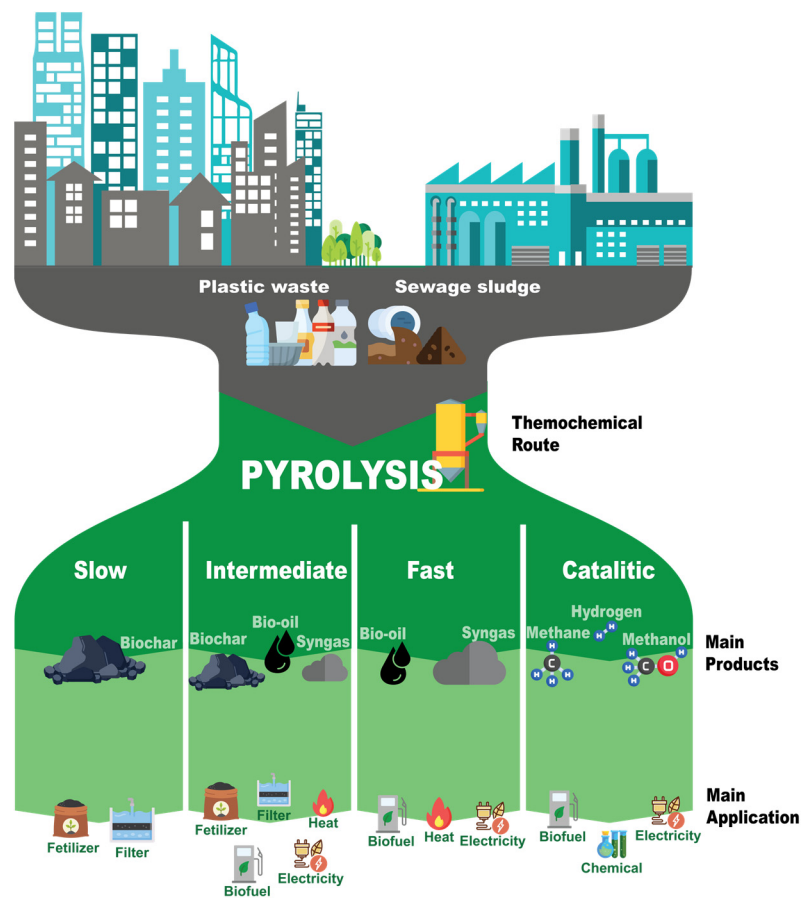 Plastic waste
Sewage sludge
Themochemical
Route
PYROLYSIS
Slow
Intermediate
Fast
Catalitic
Biochar
Biochar
Bio-oil
Syngas
Bio-oil
Syngas
Methane
Hydrogen
Methanol
H
H
H
C
H
H
H
H
H
H
C
O
H
H
Main
Products
Fetilizer
Filter
Fetilizer
Filter
Heat
Biofuel
Electricity
Biofuel
Heat
Electricity
Biofuel
Chemical
Electricity
Main
Application